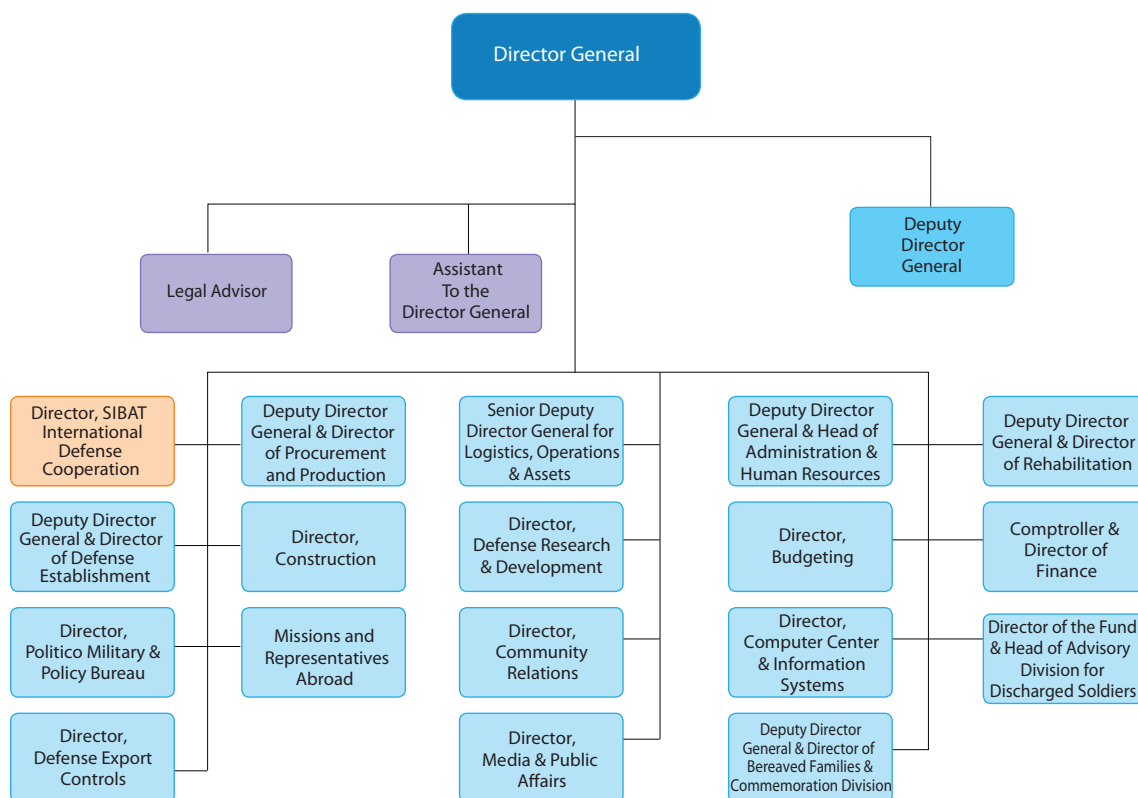 Director General
Deputy
Director
General
Legal Advisor
Assistant
To the
Director General
Director, SIBAT
International
Defense
Cooperation
Deputy Director
General & Director
of Procurement
and Production
Senior Deputy
Director General for
Logistics, Operations
& Assets
Deputy Director
General & Head of
Administration &
Human Resources
Deputy Director
General & Director
of Rehabilitation
Deputy Director
General & Director
of Defense
Establishment
Director,
Construction
Director,
Defense Research
& Development
Director,
Budgeting
Comptroller &
Director of
Finance
Director,
Politico Military &
Policy Bureau
Missions and
Representatives
Abroad
Director,
Community
Relations
Director,
Computer Center
& Information
Systems
Director of the Fund
& Head of Advisory
Division for
Discharged Soldiers
Director,
Defense Export
Controls
Director,
Media & Public
Affairs
Deputy Director
General & Director of
Bereaved Families &
Commemoration Division